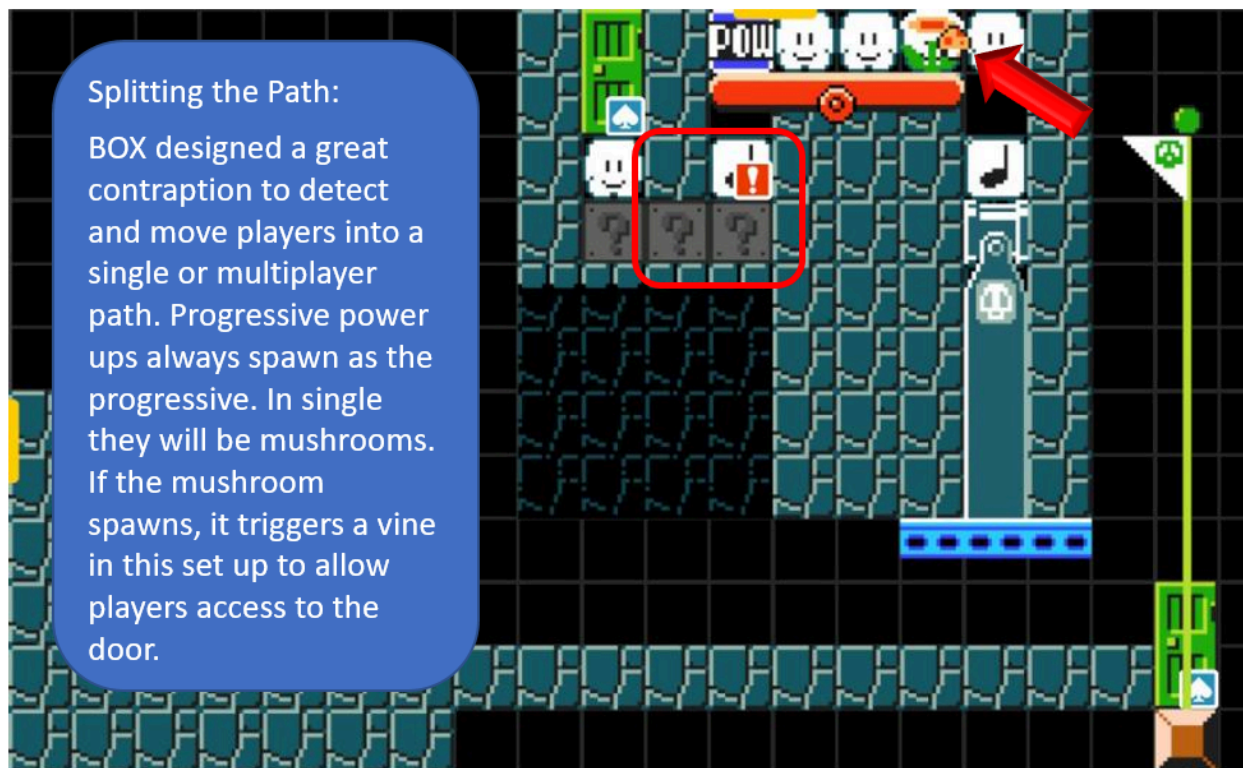 POW
Splitting the Path:
BOX designed a great
contraption to detect
and move players into a
single or multiplayer
path. Progressive power
ups always spawn as the
progressive. In single
they will be mushrooms.
If the mushroom
spawns, it triggers a vine
in this set up to allow
players access to the
door.
!
? ? ?